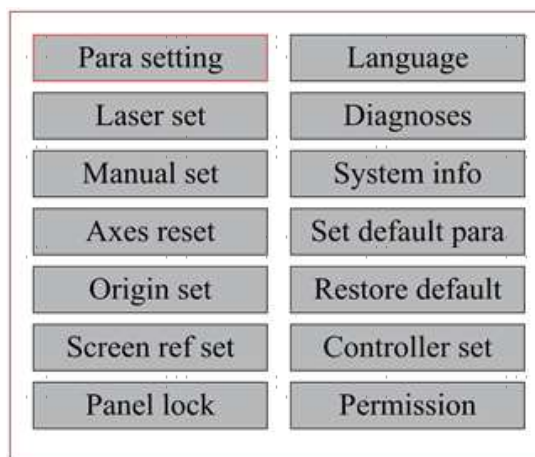 Para setting
Laser set
Manual set
Axes reset
Origin set
Screen ref set
Panel lock
Language
Diagnoses
System info
Set default para
Restore default
Controller set
Permission